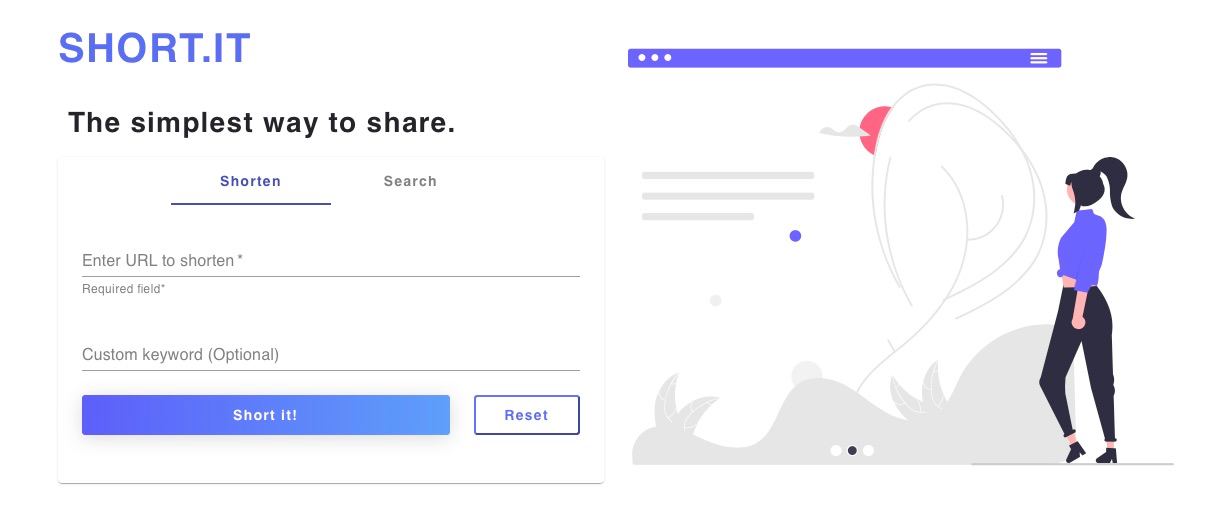 SHORT.IT
The simplest way to share.
Shorten Search
Enter URL to shorten *
Required field*
Custom keyword (Optional)
Short it! Reset